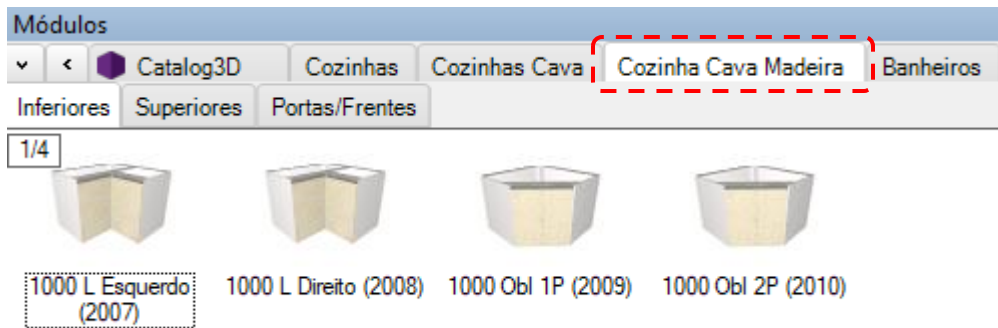 Módulos
Catalog3D Cozinhas Cozinhas Cava Cozinha Cava Madeira Banheiros
Inferiores Superiores Portas/Frentes
1/4
1000 L Esquerdo (2007) 1000 L Direito (2008) 1000 Obl 1P (2009) 1000 Obl 2P (2010)